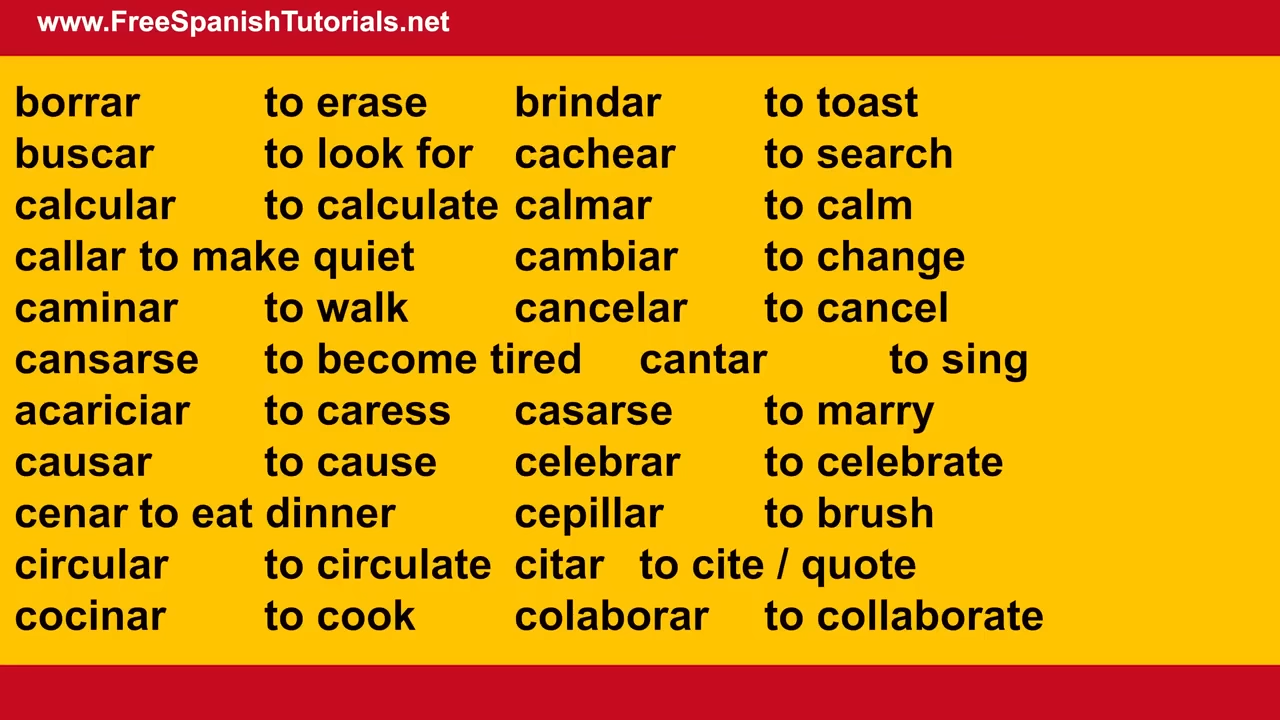 www.FreeSpanishTutorials.net
borrar to erase brindar to toast
buscar to look for cachear to search
calcular to calculate calmar to calm
callar to make quiet cambiar to change
caminar to walk cancelar to cancel
cansarse to become tired cantar to sing
acariciar to caress casarse to marry
causar to cause celebrar to celebrate
cenar to eat dinner cepillar to brush
circular to circulate citar to cite / quote
cocinar to cook colaborar to collaborate